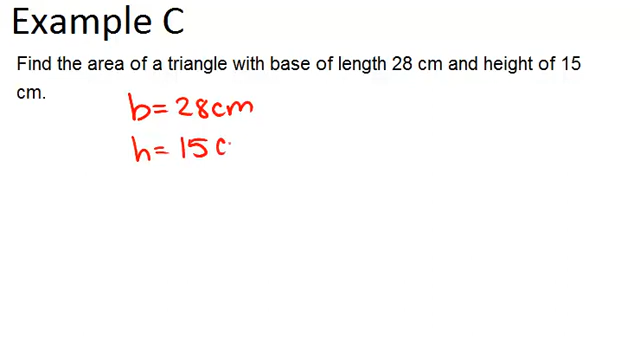 Example C
Find the area of a triangle with base of length 28 cm and height of 15
cm.
b= 28cm
h= 15 c